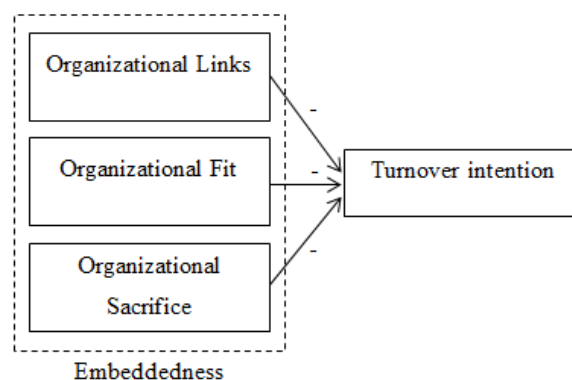 Organizational Links
-
Organizational Fit
-
Turnover intention
Organizational
Sacrifice
-
Embeddedness